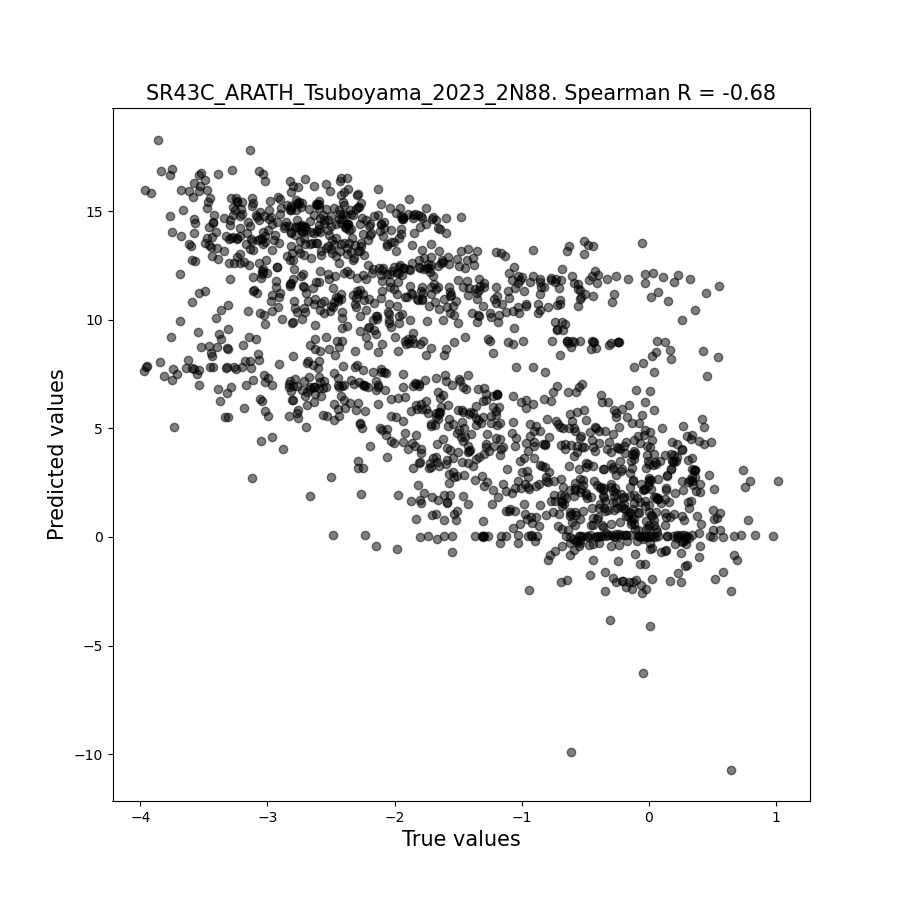 SR43C_ARATH_Tsuboyama_2023_2N88. Spearman R = -0.68
Predicted values
15
10
5
0
−5
−10
−4 −3 −2 −1 0 1
True values